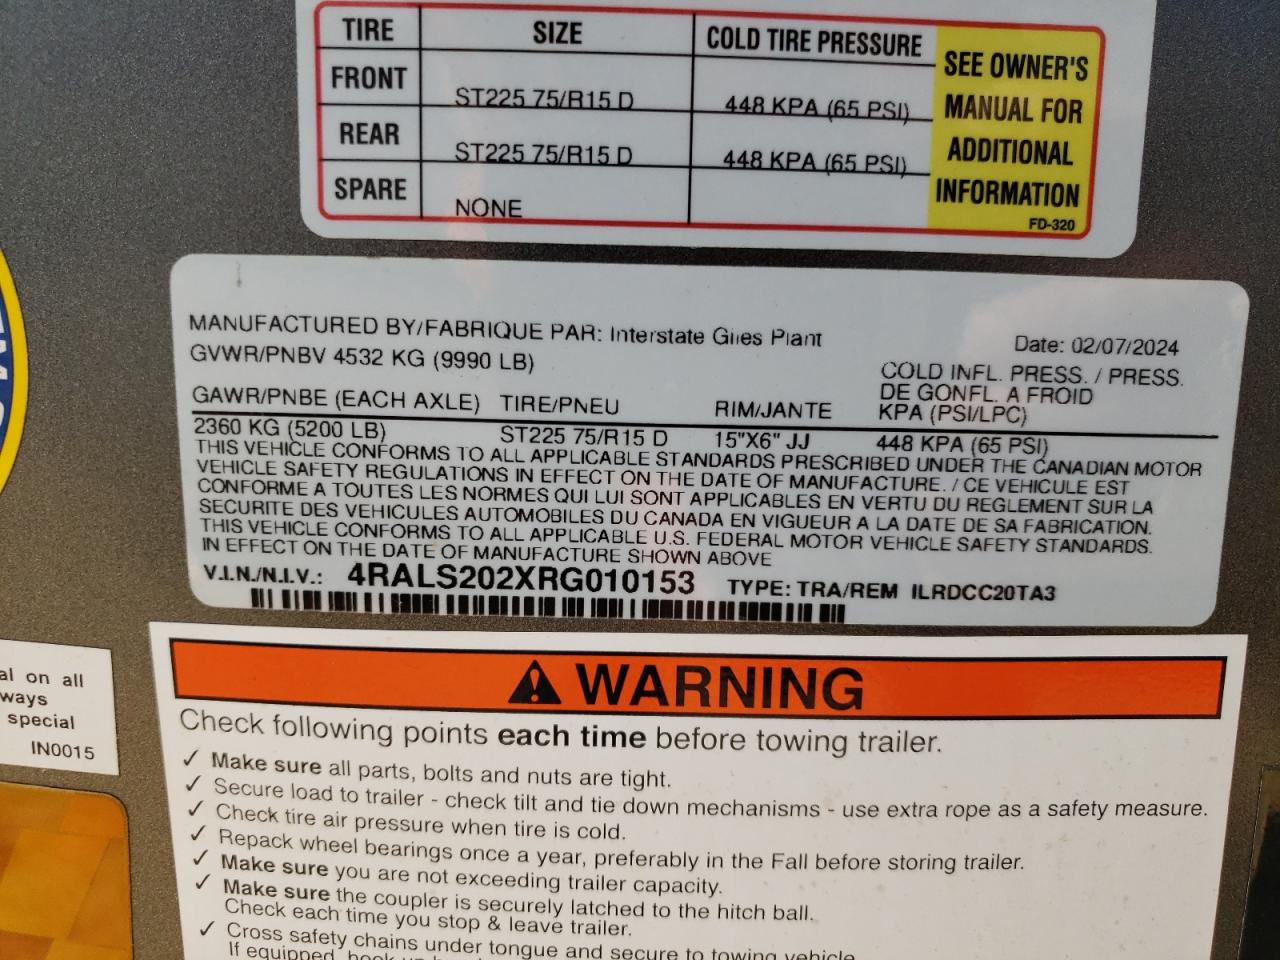 TIRE SIZE COLD TIRE PRESSURE
FRONT ST225 75/R15 D 448 KPA (65 PSI)
REAR ST225 75/R15 D 448 KPA (65 PSI)
SPARE NONE
SEE OWNER'S
MANUAL FOR
ADDITIONAL
INFORMATION
FD-320
MANUFACTURED BY/FABRIQUE PAR: Interstate Giles Plant
Date: 02/07/2024
GVWR/PNBV 4532 KG (9990 LB)
COLD INFL. PRESS. / PRESS.
DE GONFL. A FROID
GAWR/PNBE (EACH AXLE) TIRE/PNEU RIM/JANTE KPA (PSI/LPC)
2360 KG (5200 LB) ST225 75/R15 D 15"X6" JJ 448 KPA (65 PSI)
THIS VEHICLE CONFORMS TO ALL APPLICABLE STANDARDS PRESCRIBED UNDER THE CANADIAN MOTOR
VEHICLE SAFETY REGULATIONS IN EFFECT ON THE DATE OF MANUFACTURE. / CE VEHICULE EST
CONFORME A TOUTES LES NORMES QUI LUI SONT APPLICABLES EN VERTU DU REGLEMENT SUR LA
SECURITE DES VEHICULES AUTOMOBILES DU CANADA EN VIGUEUR A LA DATE DE SA FABRICATION.
THIS VEHICLE CONFORMS TO ALL APPLICABLE U.S. FEDERAL MOTOR VEHICLE SAFETY STANDARDS.
IN EFFECT ON THE DATE OF MANUFACTURE SHOWN ABOVE
V.I.N./N.I.V.: 4RALS202XRG010153 TYPE: TRA/REM ILRDCC20TA3
al on all
ways
special
IN0015
WARNING
Check following points each time before towing trailer.
✓ Make sure all parts, bolts and nuts are tight.
✓ Secure load to trailer - check tilt and tie down mechanisms - use extra rope as a safety measure.
✓ Check tire air pressure when tire is cold.
✓ Repack wheel bearings once a year, preferably in the Fall before storing trailer.
✓ Make sure you are not exceeding trailer capacity.
✓ Make sure the coupler is securely latched to the hitch ball.
Check each time you stop & leave trailer.
✓ Cross safety chains under tongue and secure to towing vehicle.
If equipped, hook up